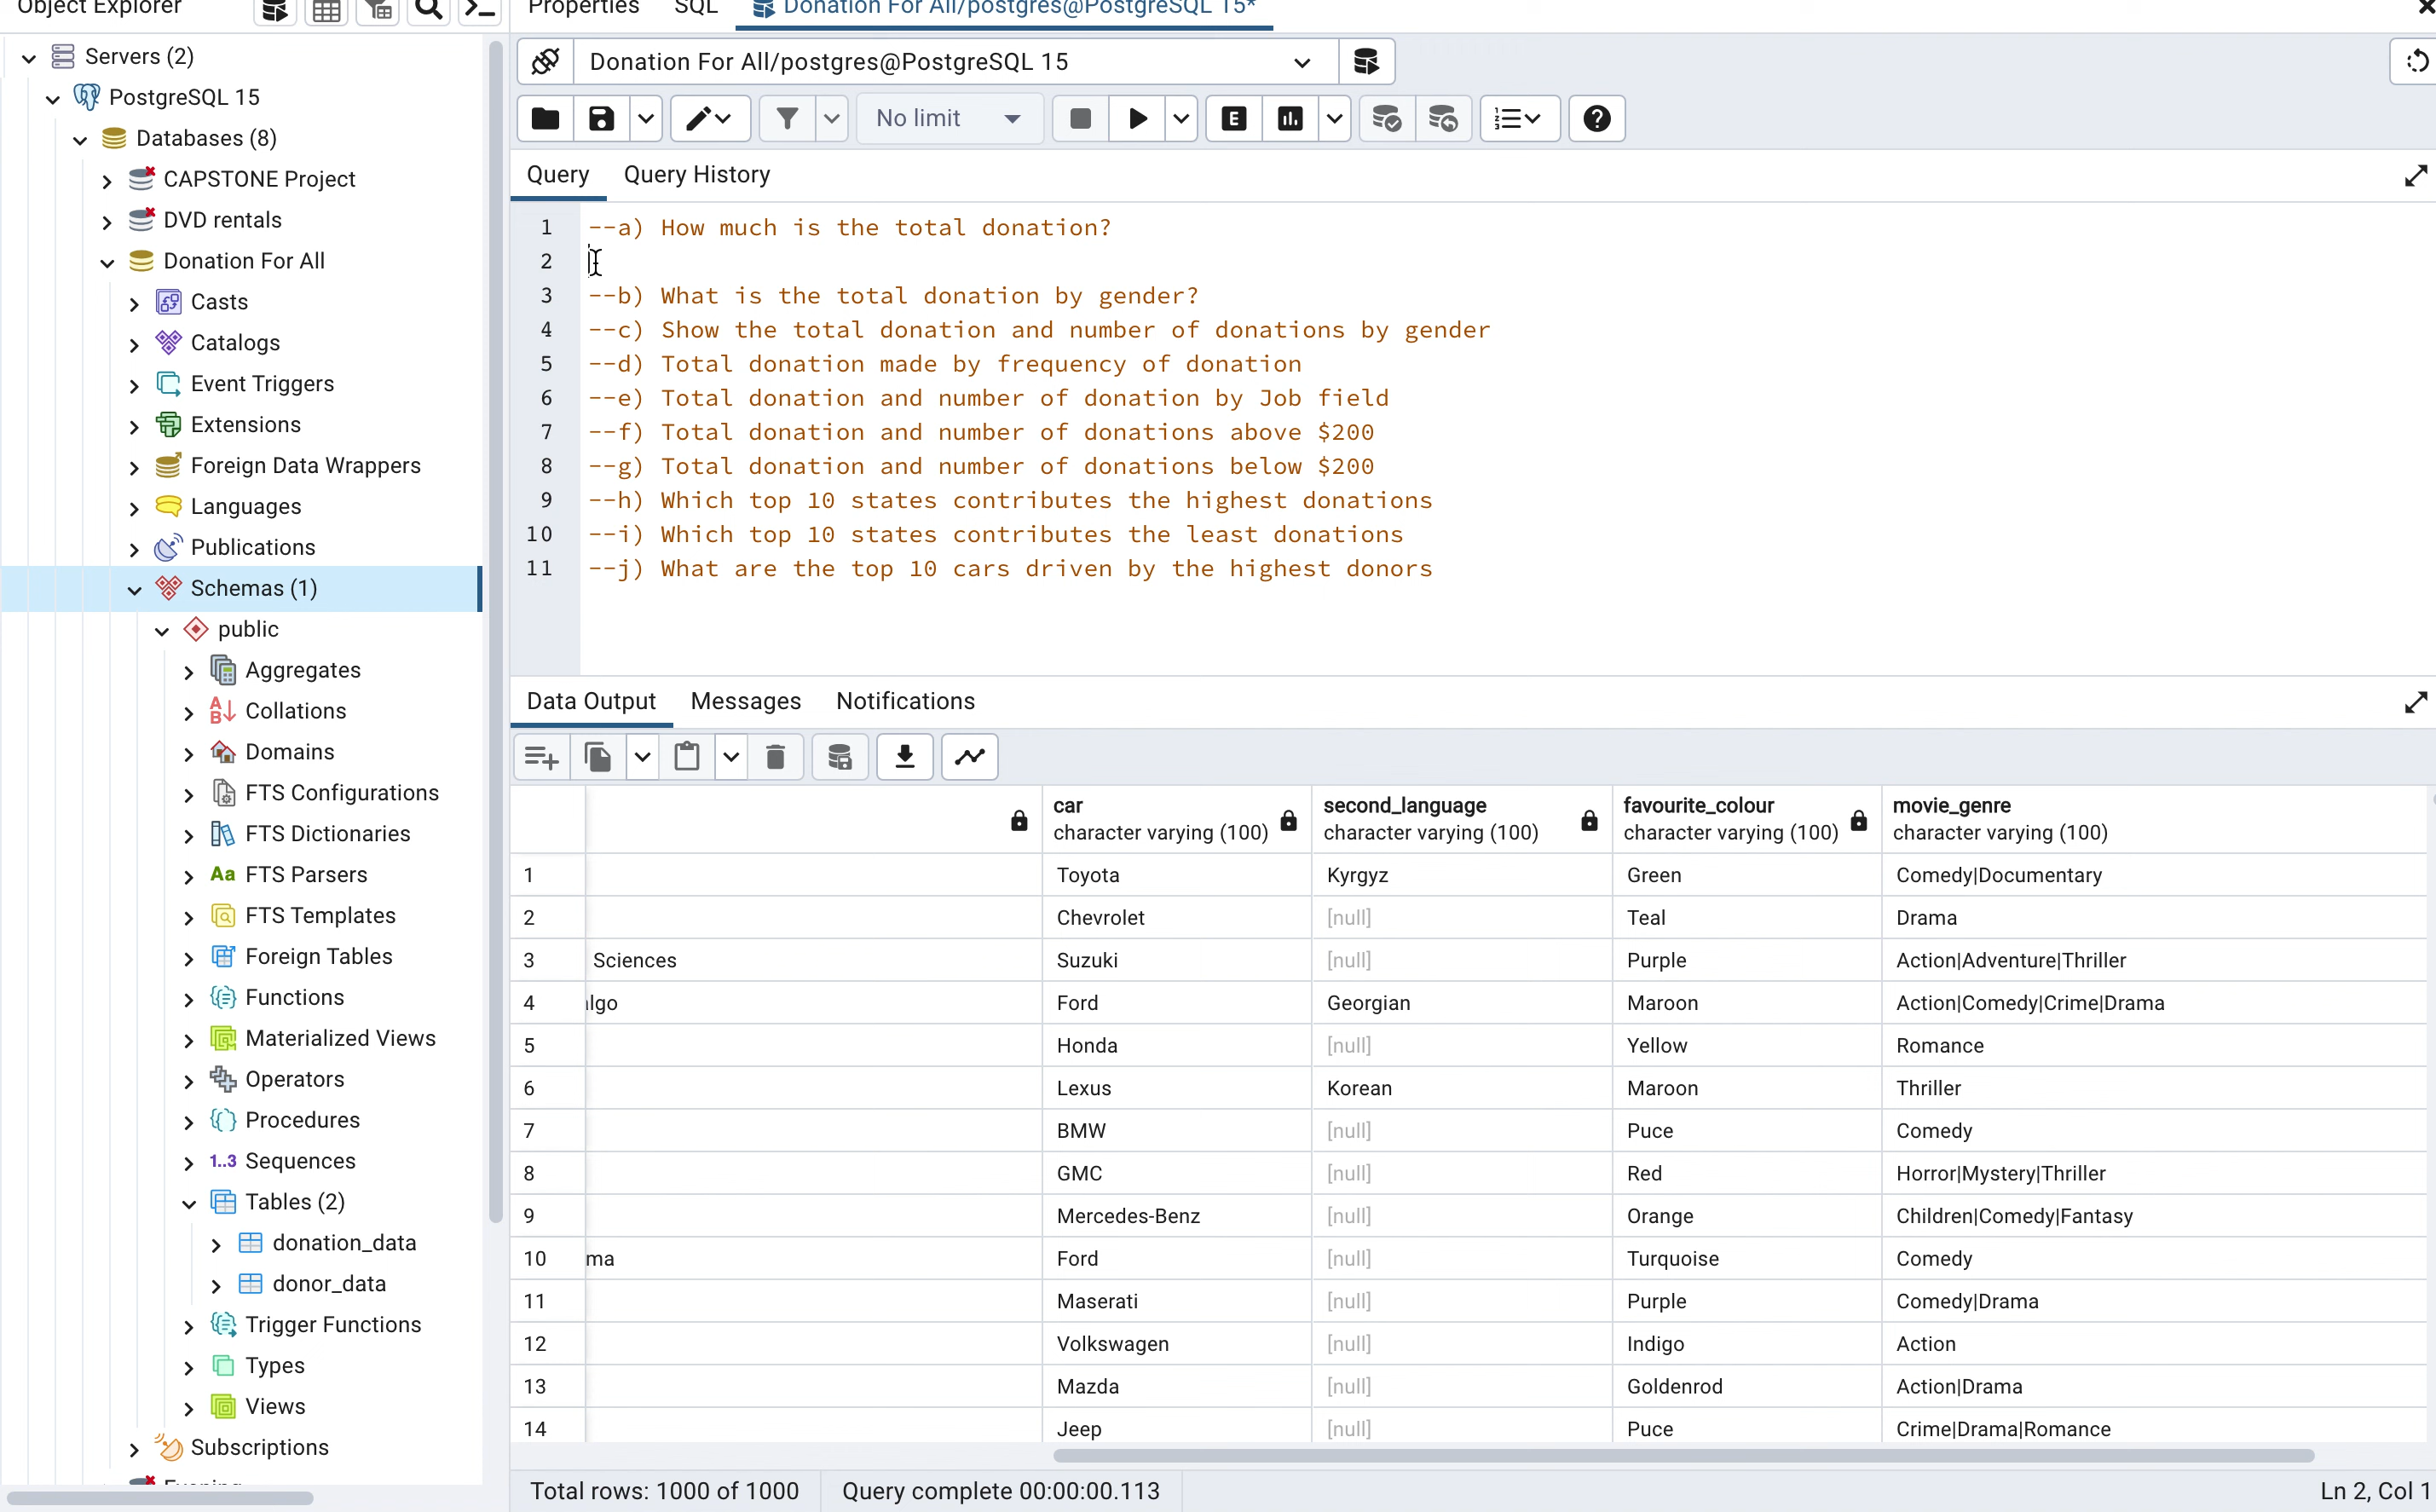 Object Explorer
Properties
SQL
Donation For All/postgres@PostgreSQL 15*
Servers (2)
PostgreSQL 15
Databases (8)
CAPSTONE Project
DVD rentals
Donation For All
Casts
Catalogs
Event Triggers
Extensions
Foreign Data Wrappers
Languages
Publications
Schemas (1)
public
Aggregates
Collations
Domains
FTS Configurations
FTS Dictionaries
Aa FTS Parsers
FTS Templates
Foreign Tables
Functions
Materialized Views
Operators
Procedures
1..3 Sequences
Tables (2)
donation_data
donor_data
Trigger Functions
Types
Views
Subscriptions
Donation For All/postgres@PostgreSQL 15
No limit
E
Query
Query History
1 --a) How much is the total donation?
2
3 --b) What is the total donation by gender?
4 --c) Show the total donation and number of donations by gender
5 --d) Total donation made by frequency of donation
6 --e) Total donation and number of donation by Job field
7 --f) Total donation and number of donations above $200
8 --g) Total donation and number of donations below $200
9 --h) Which top 10 states contributes the highest donations
10 --i) Which top 10 states contributes the least donations
11 --j) What are the top 10 cars driven by the highest donors
Data Output
Messages
Notifications
car second_language favourite_colour movie_genre
character varying (100) character varying (100) character varying (100) character varying (100)
1 Toyota Kyrgyz Green Comedy|Documentary
2 Chevrolet [null] Teal Drama
3 Sciences Suzuki [null] Purple Action|Adventure|Thriller
4 lgo Ford Georgian Maroon Action|Comedy|Crime|Drama
5 Honda [null] Yellow Romance
6 Lexus Korean Maroon Thriller
7 BMW [null] Puce Comedy
8 GMC [null] Red Horror|Mystery|Thriller
9 Mercedes-Benz [null] Orange Children|Comedy|Fantasy
10 ma Ford [null] Turquoise Comedy
11 Maserati [null] Purple Comedy|Drama
12 Volkswagen [null] Indigo Action
13 Mazda [null] Goldenrod Action|Drama
14 Jeep [null] Puce Crime|Drama|Romance
Total rows: 1000 of 1000
Query complete 00:00:00.113
Ln 2, Col 1